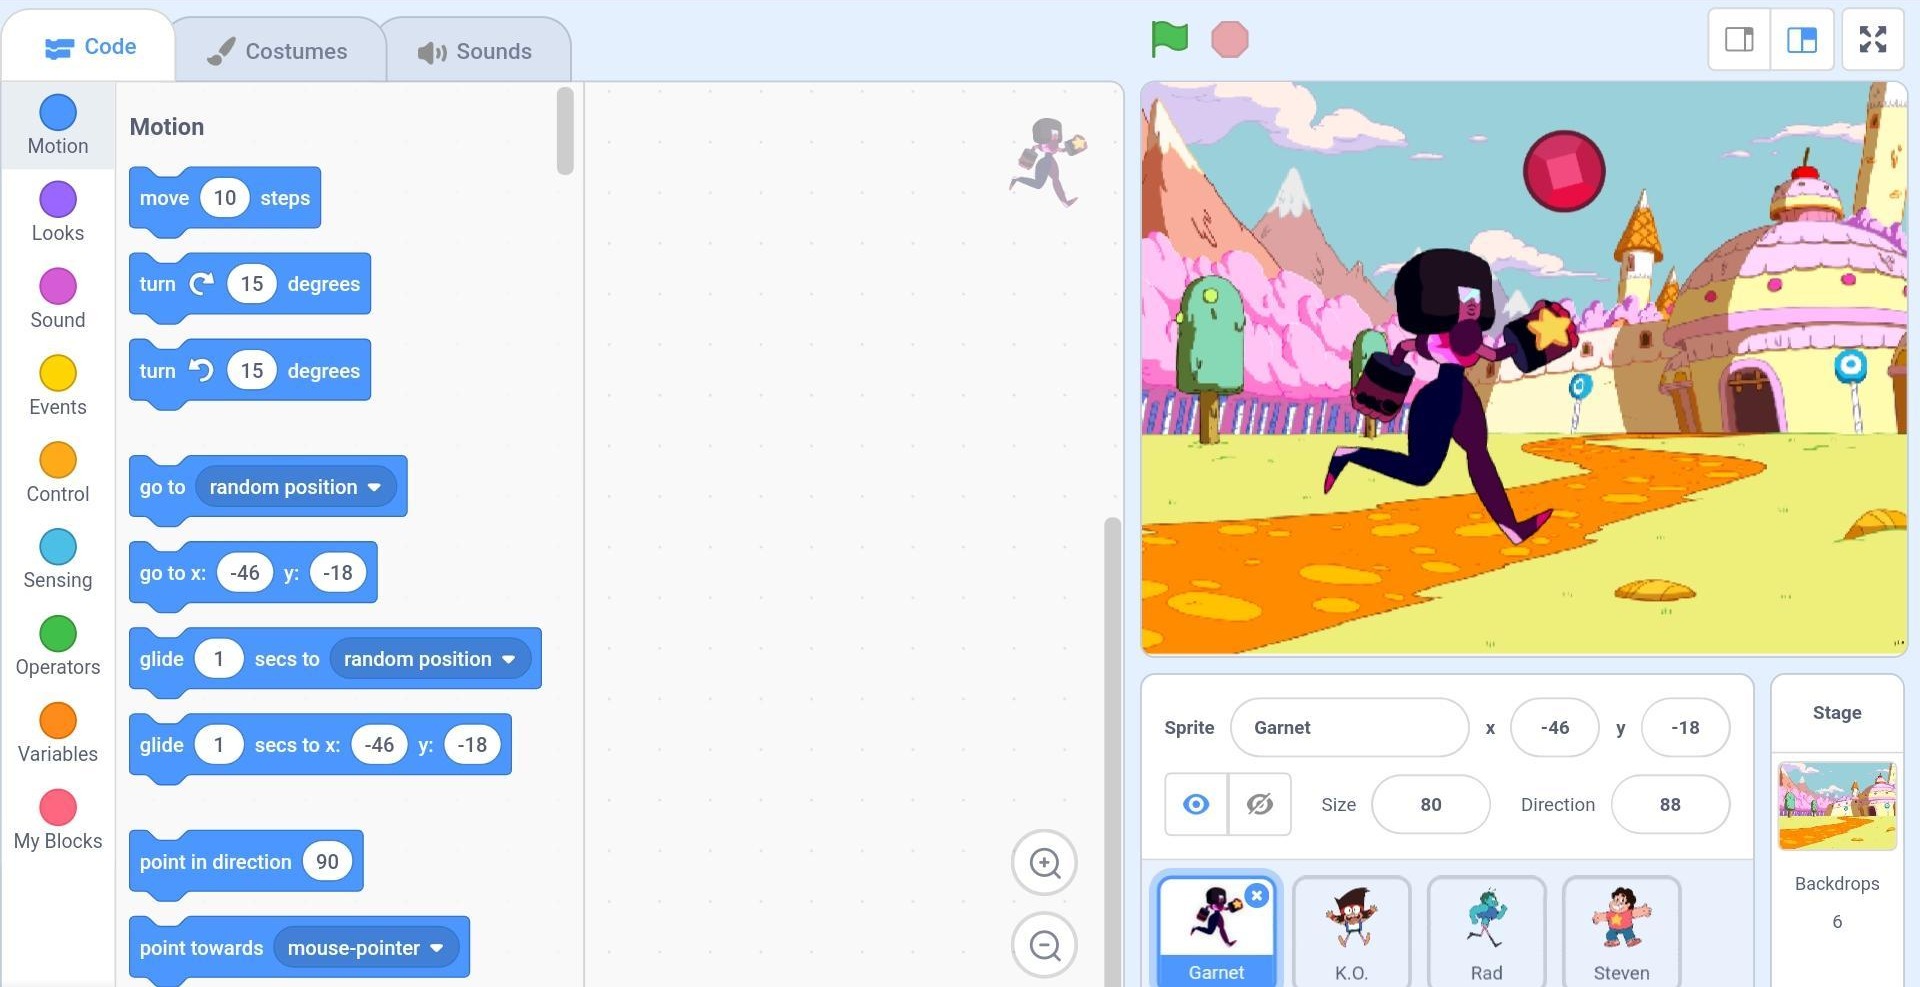 Code
Costumes
Sounds
Motion
Looks
Sound
Events
Control
Sensing
Operators
Variables
My Blocks
Motion
move 10 steps
turn 15 degrees
turn 15 degrees
go to random position
go to x: -46 y: -18
glide 1 secs to random position
glide 1 secs to x: -46 y: -18
point in direction 90
point towards mouse-pointer
Sprite Garnet x -46 y -18
Size 80 Direction 88
Garnet
K.O.
Rad
Steven
Stage
Backdrops
6